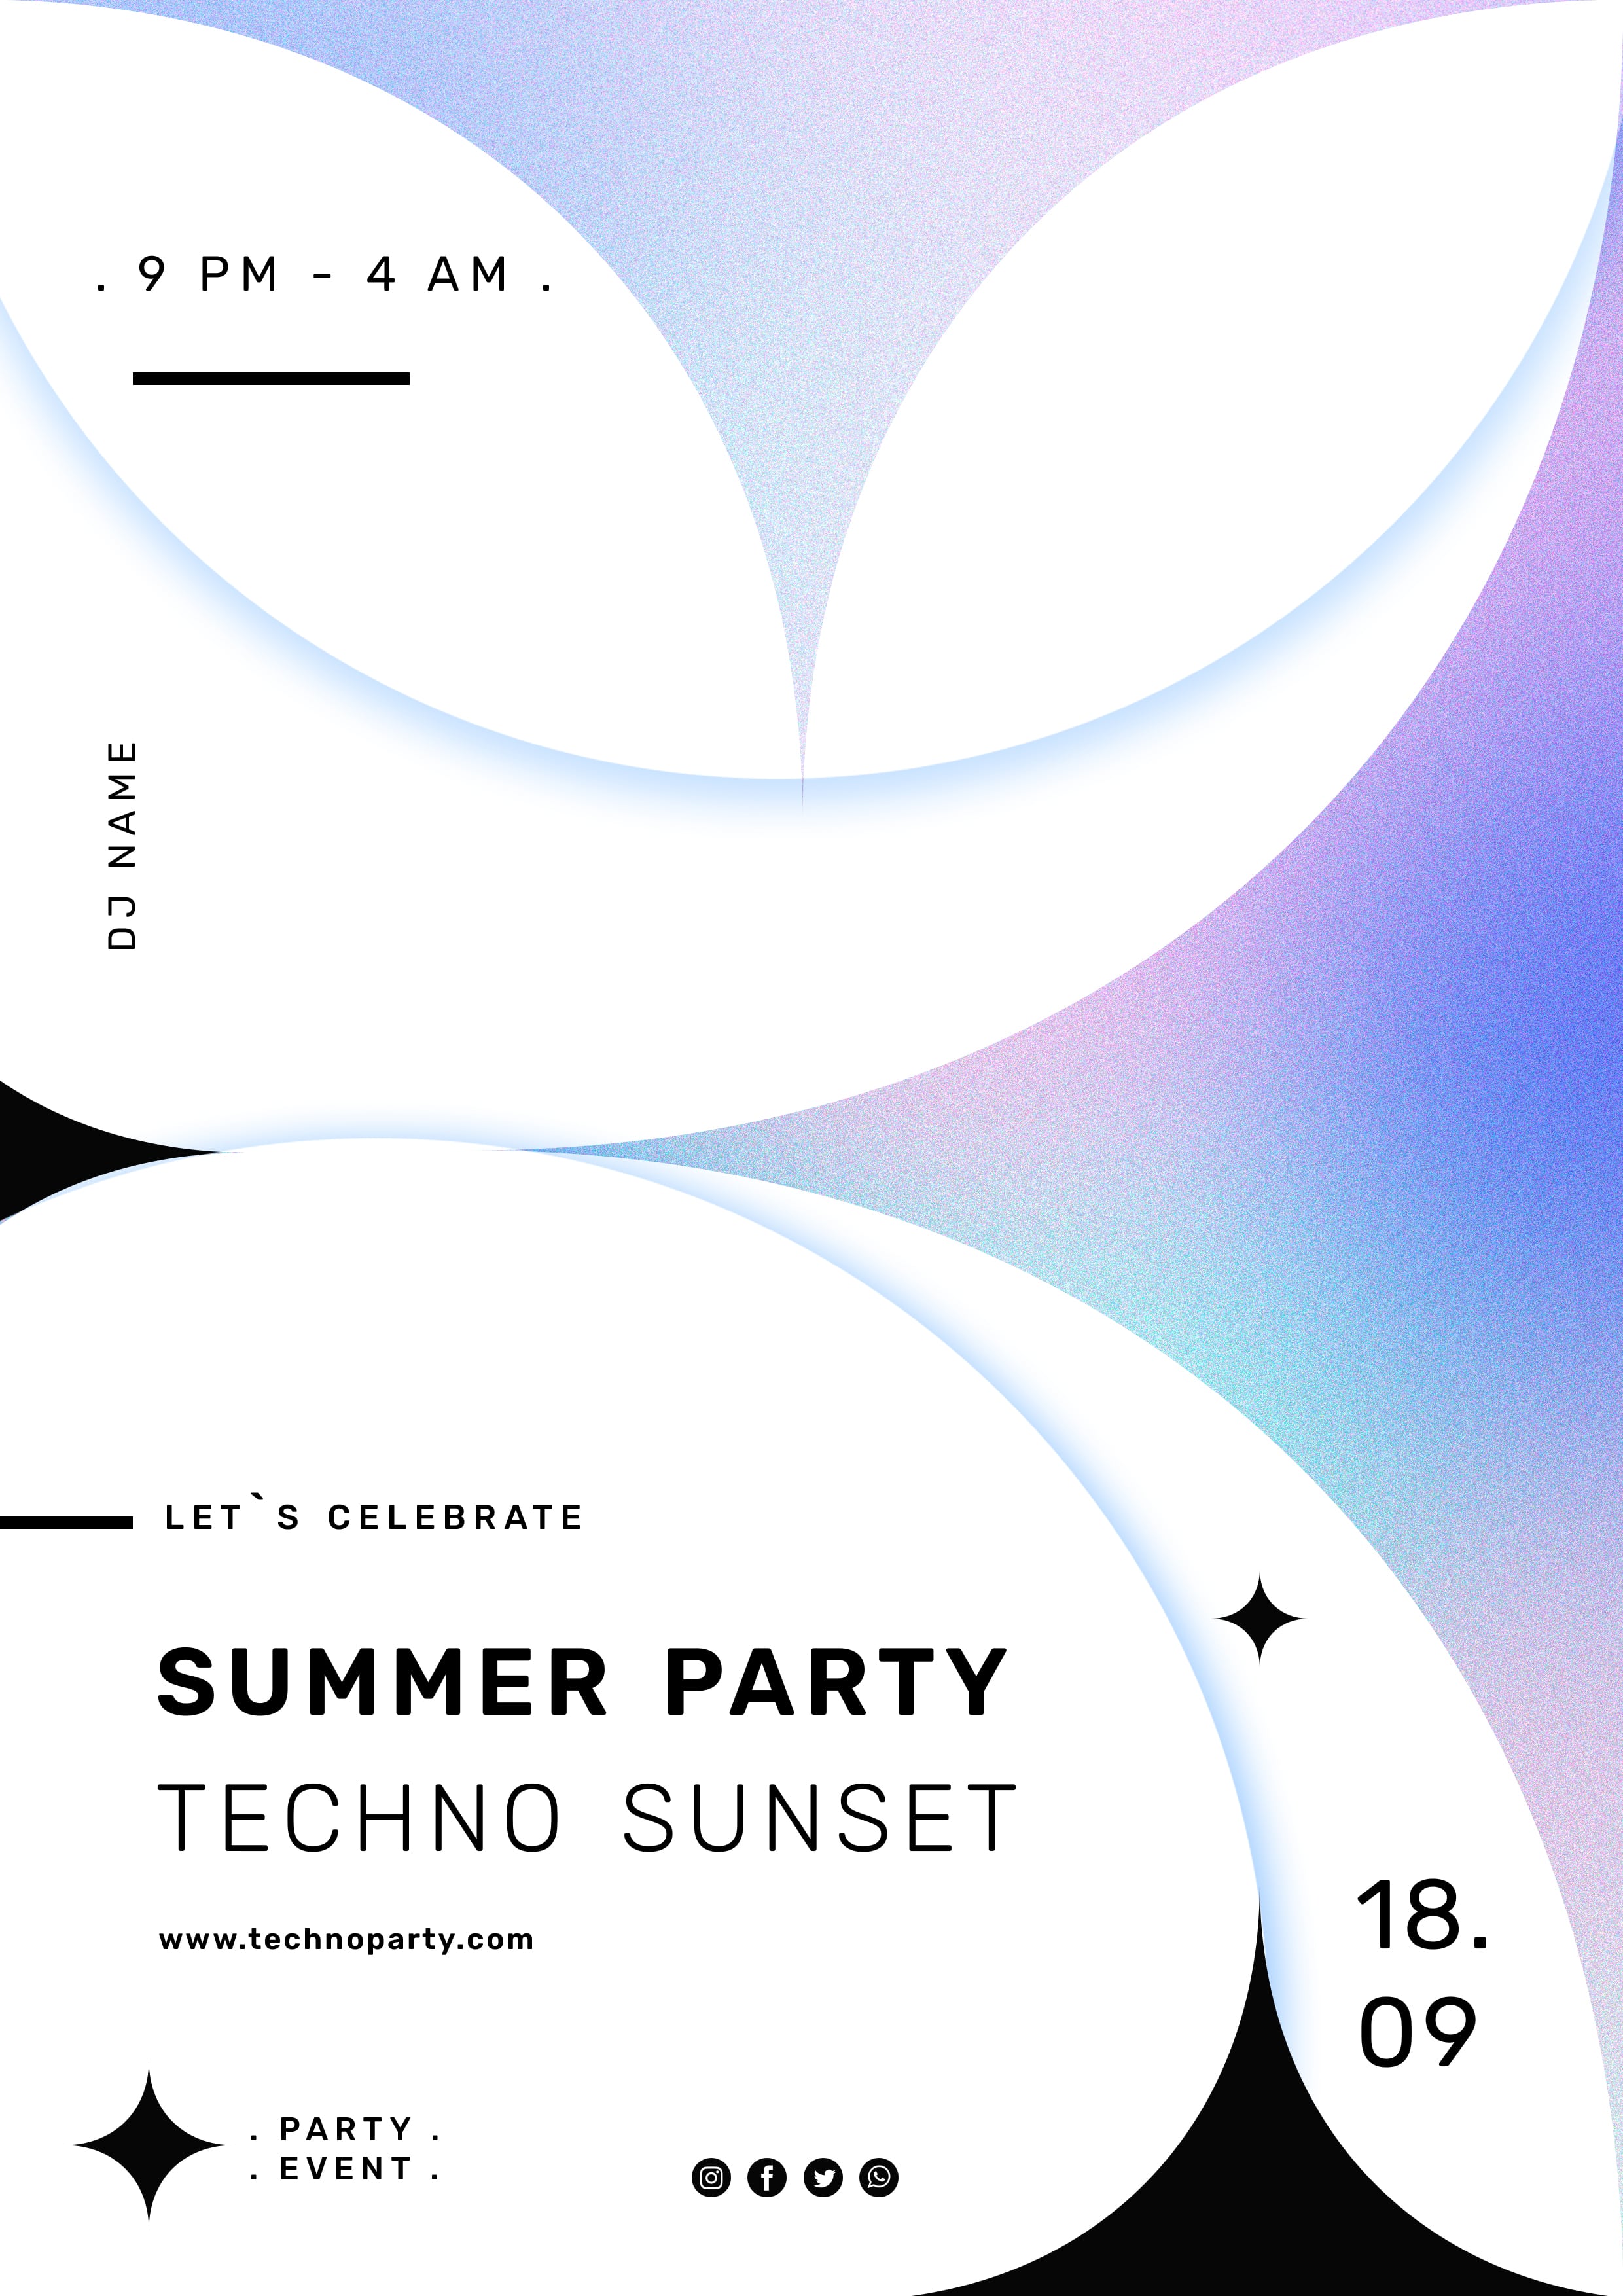 . 9 PM - 4 AM .
DJ NAME
LET`S CELEBRATE
SUMMER PARTY
TECHNO SUNSET
www.technoparty.com
18.
09
. PARTY .
. EVENT .